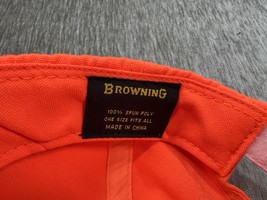 BROWNING
100% SPUN POLY
ONE SIZE FITS ALL
MADE IN CHINA